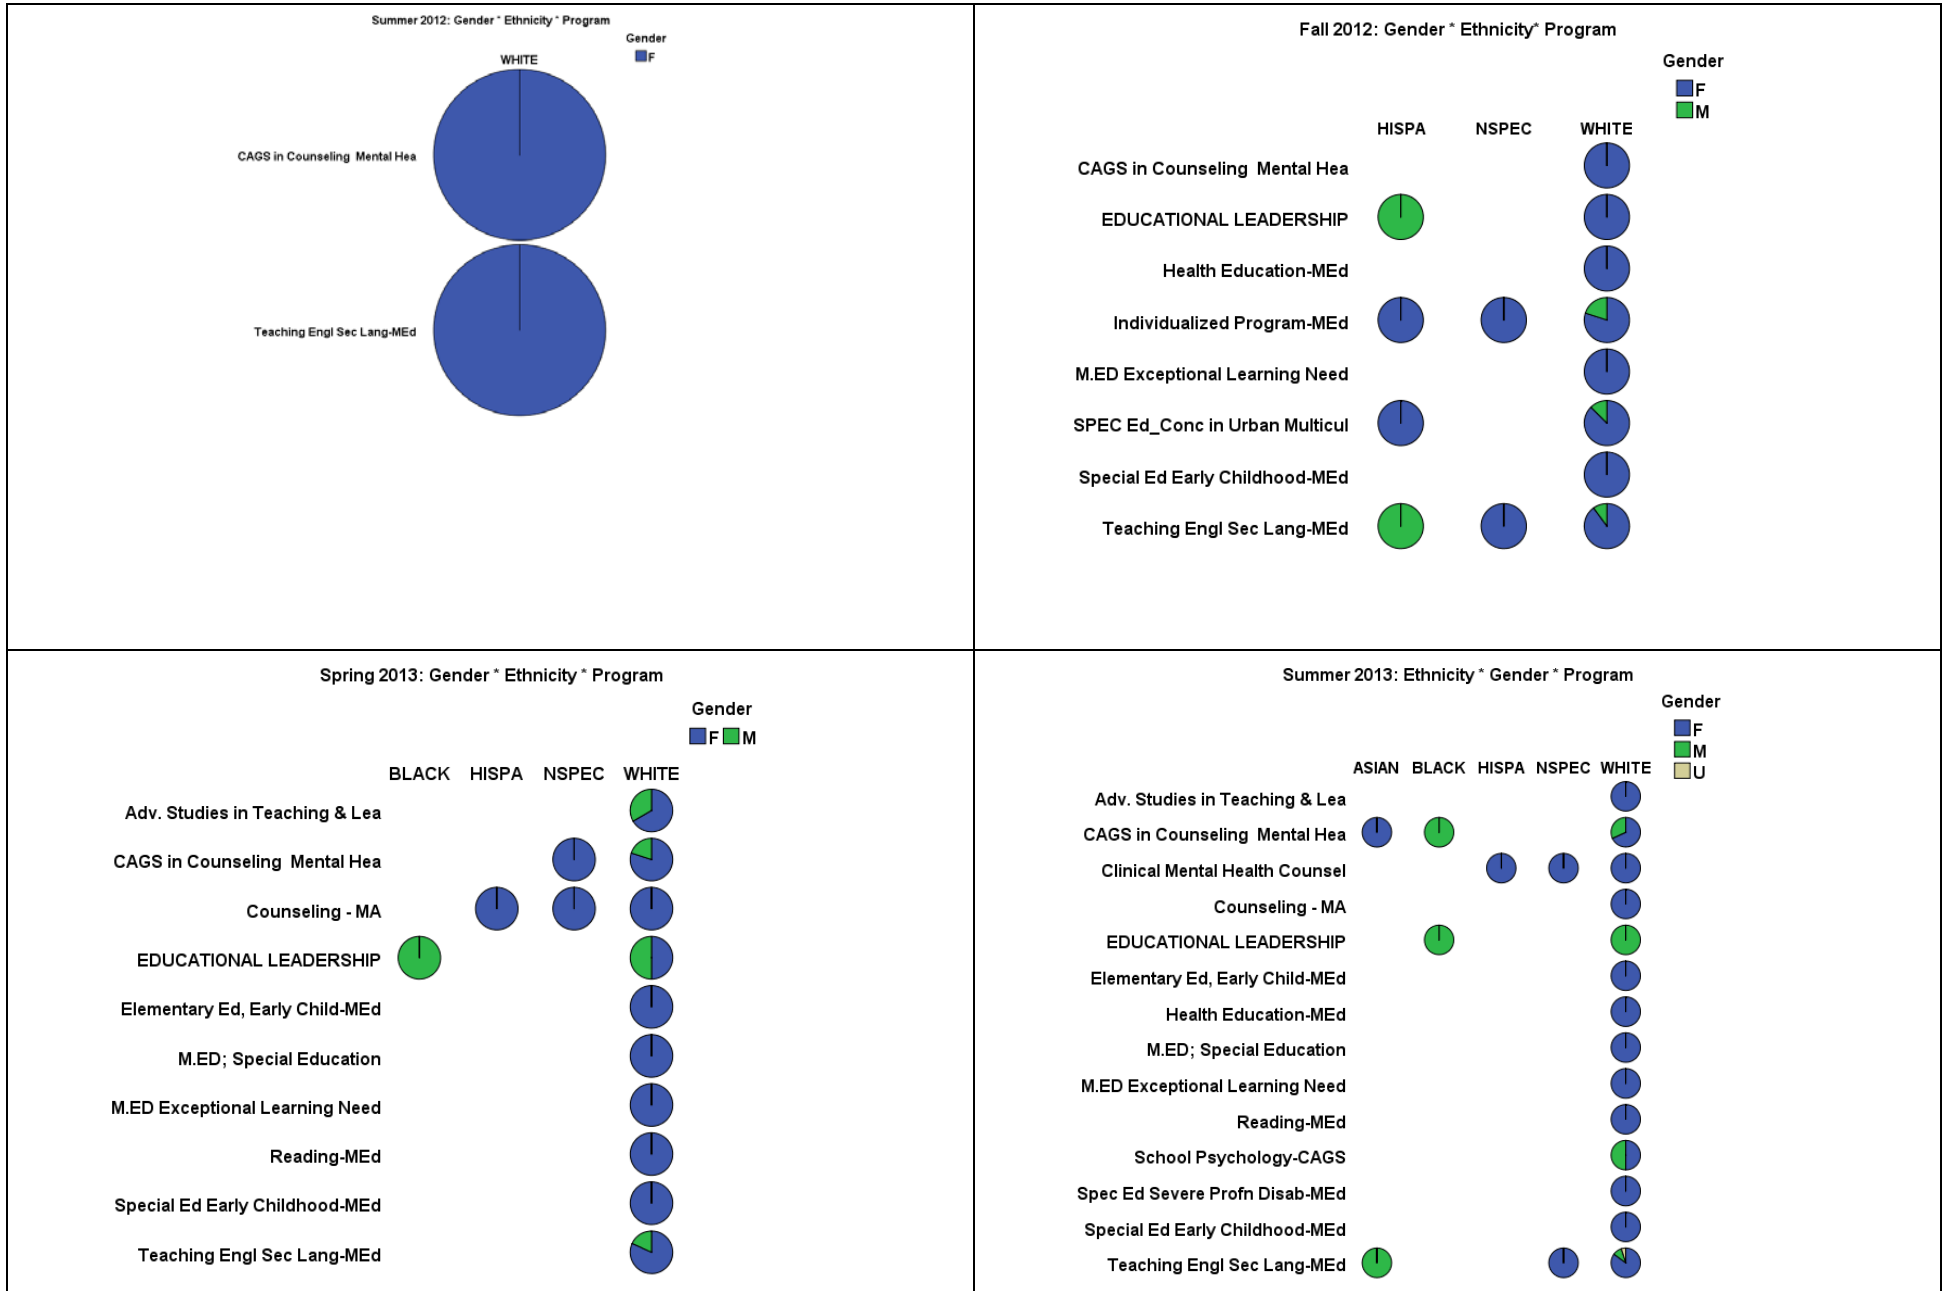 Summer 2012: Gender * Ethnicity * Program
Gender
F
WHITE
CAGS in Counseling Mental Hea
Teaching Engl Sec Lang-MEd
Fall 2012: Gender * Ethnicity* Program
Gender
F
M
HISPA NSPEC WHITE
CAGS in Counseling Mental Hea
EDUCATIONAL LEADERSHIP
Health Education-MEd
Individualized Program-MEd
M.ED Exceptional Learning Need
SPEC Ed_Conc in Urban Multicul
Special Ed Early Childhood-MEd
Teaching Engl Sec Lang-MEd
Spring 2013: Gender * Ethnicity * Program
Gender
F M
BLACK HISPA NSPEC WHITE
Adv. Studies in Teaching & Lea
CAGS in Counseling Mental Hea
Counseling - MA
EDUCATIONAL LEADERSHIP
Elementary Ed, Early Child-MEd
M.ED; Special Education
M.ED Exceptional Learning Need
Reading-MEd
Special Ed Early Childhood-MEd
Teaching Engl Sec Lang-MEd
Summer 2013: Ethnicity * Gender * Program
Gender
F
M
U
ASIAN BLACK HISPA NSPEC WHITE
Adv. Studies in Teaching & Lea
CAGS in Counseling Mental Hea
Clinical Mental Health Counsel
Counseling - MA
EDUCATIONAL LEADERSHIP
Elementary Ed, Early Child-MEd
Health Education-MEd
M.ED; Special Education
M.ED Exceptional Learning Need
Reading-MEd
School Psychology-CAGS
Spec Ed Severe Profn Disab-MEd
Special Ed Early Childhood-MEd
Teaching Engl Sec Lang-MEd